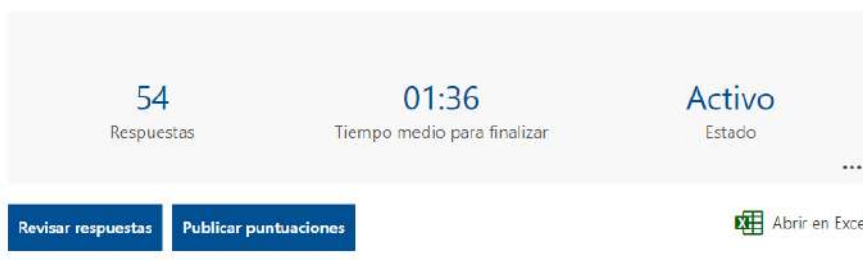 54
Respuestas
01:36
Tiempo medio para finalizar
Activo
Estado
Revisar respuestas
Publicar puntuaciones
Abrir en Exce